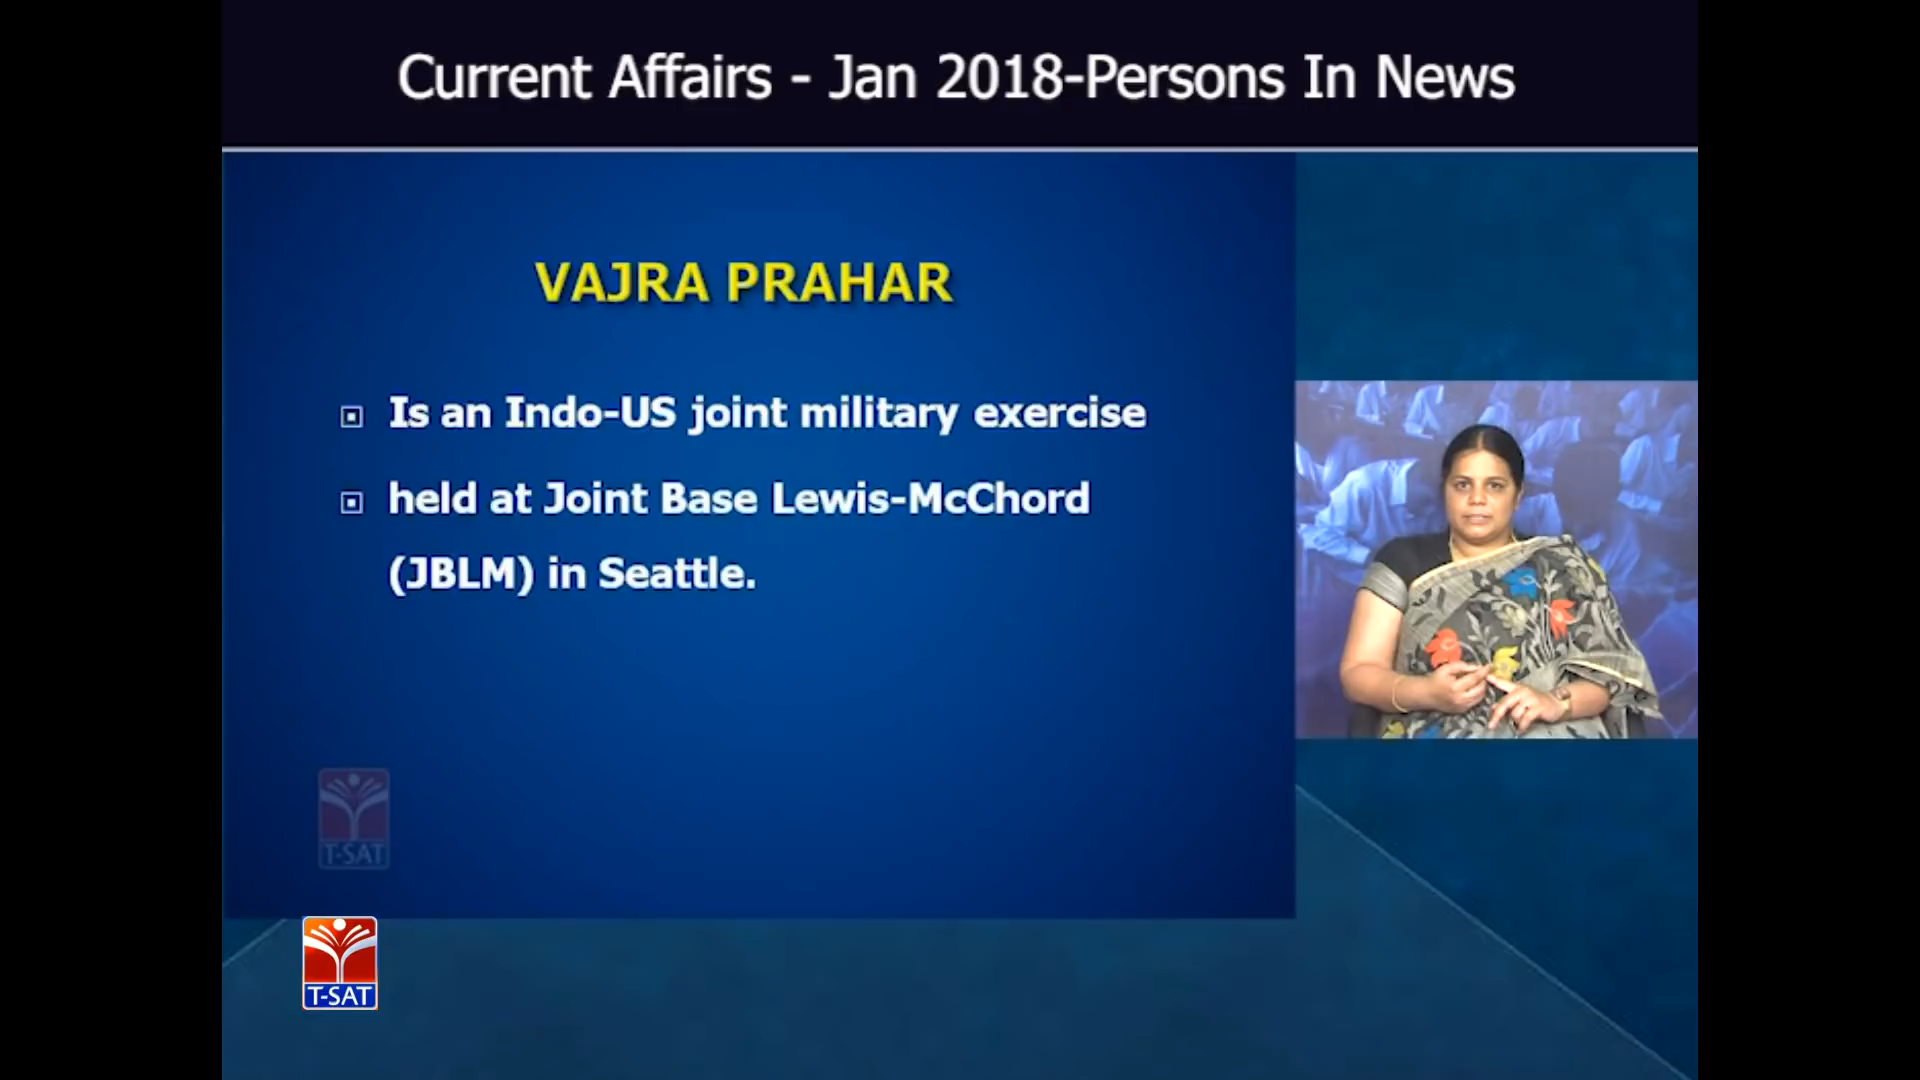 Current Affairs - Jan 2018-Persons In News
VAJRA PRAHAR
Is an Indo-US joint military exercise
held at Joint Base Lewis-McChord
(JBLM) in Seattle.
T-SAT
T-SAT